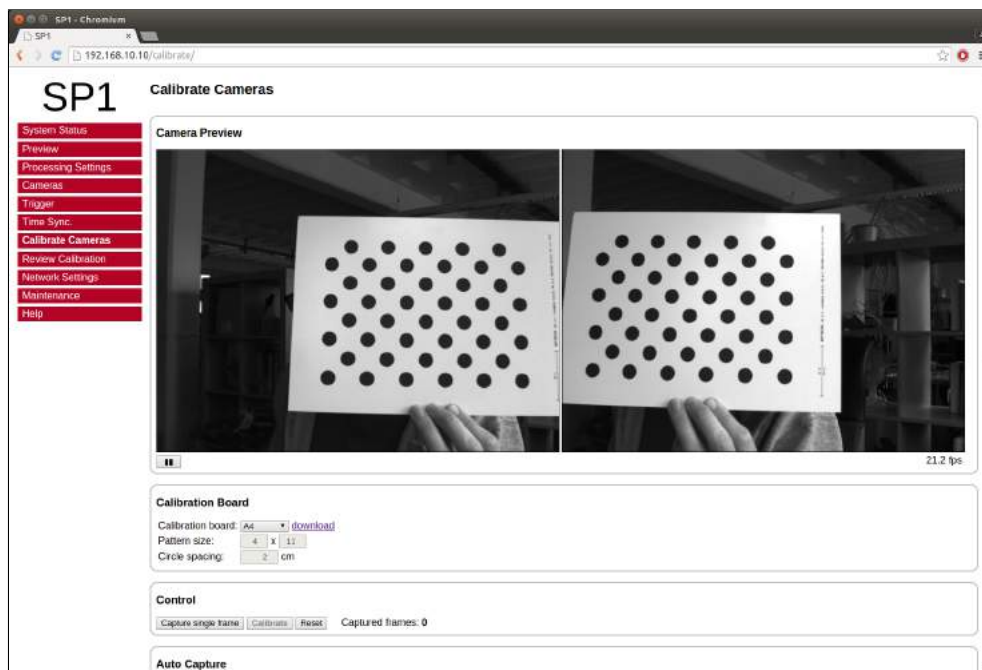 SP1 - Chromium
SP1
192.168.10.10/calibrate/
SP1
Calibrate Cameras
System Status
Preview
Processing Settings
Cameras
Trigger
Time Sync.
Calibrate Cameras
Review Calibration
Network Settings
Maintenance
Help
Camera Preview
21.2 fps
Calibration Board
Calibration board: A4 download
Pattern size: 4 x 11
Circle spacing: 2 cm
Control
Capture single frame Calibrate Reset Captured frames: 0
Auto Capture